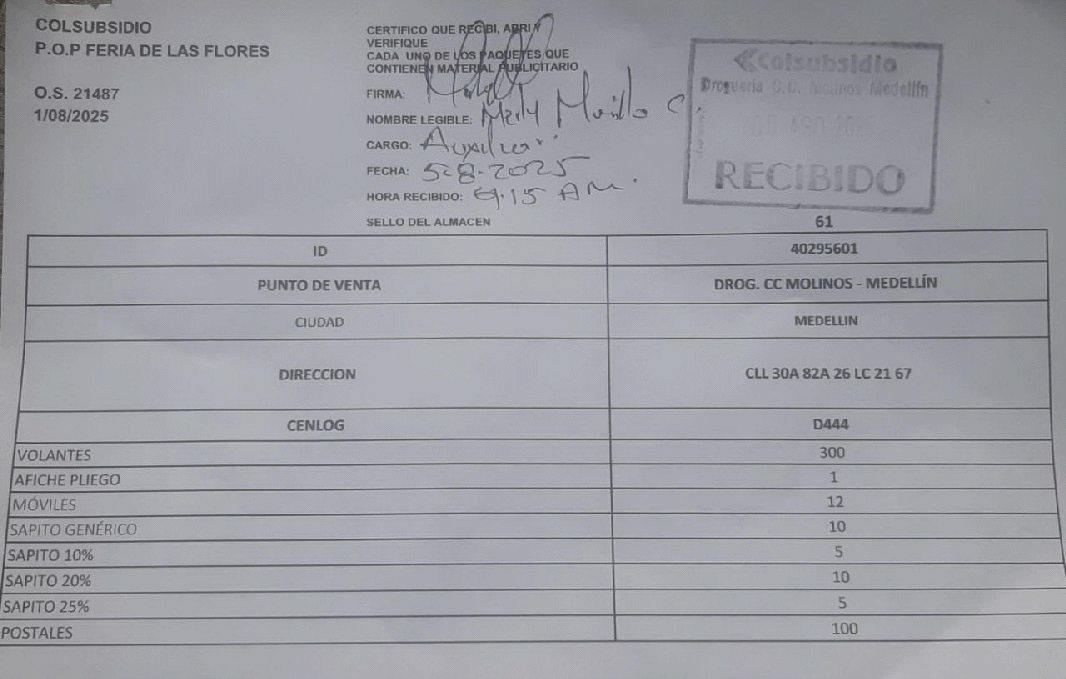 COLSUBSIDIO
P.O.P FERIA DE LAS FLORES
O.S. 21487
1/08/2025
CERTIFICO QUE RECIBI, ABRI Y
VERIFIQUE
CADA UNO DE LOS PAQUETES QUE
CONTIENEN MATERIAL PUBLICITARIO
FIRMA:
NOMBRE LEGIBLE: Marly Murillo C.
CARGO: Auxiliar
FECHA: 5-8-2025
HORA RECIBIDO: 9:15 AM.
SELLO DEL ALMACEN
Colsubsidio
Drogueria C.C. Molinos Medellín
RECIBIDO
61
ID 40295601
PUNTO DE VENTA DROG. CC MOLINOS - MEDELLÍN
CIUDAD MEDELLIN
DIRECCION CLL 30A 82A 26 LC 21 67
CENLOG D444
VOLANTES 300
AFICHE PLIEGO 1
MÓVILES 12
SAPITO GENÉRICO 10
SAPITO 10% 5
SAPITO 20% 10
SAPITO 25% 5
POSTALES 100